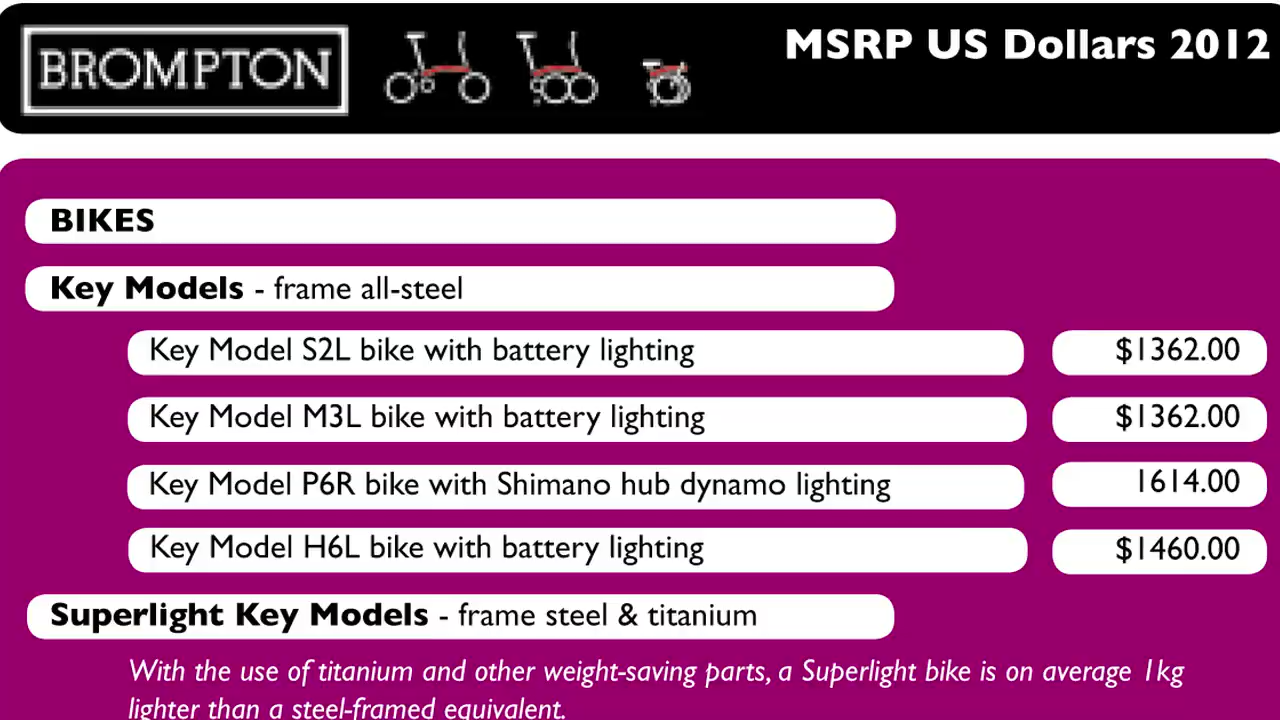 BROMPTON
MSRP US Dollars 2012
BIKES
Key Models - frame all-steel
Key Model S2L bike with battery lighting $1362.00
Key Model M3L bike with battery lighting $1362.00
Key Model P6R bike with Shimano hub dynamo lighting 1614.00
Key Model H6L bike with battery lighting $1460.00
Superlight Key Models - frame steel & titanium
With the use of titanium and other weight-saving parts, a Superlight bike is on average 1kg
lighter than a steel-framed equivalent.